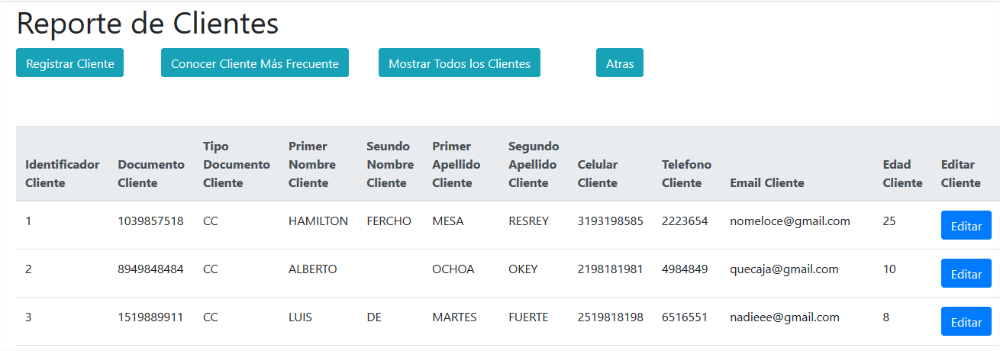 Reporte de Clientes
Registrar Cliente Conocer Cliente Más Frecuente Mostrar Todos los Clientes Atras
Identificador Cliente Documento Cliente Tipo Documento Cliente Primer Nombre Cliente Seundo Nombre Cliente Primer Apellido Cliente Segundo Apellido Cliente Celular Cliente Telefono Cliente Email Cliente Edad Cliente Editar Cliente
1 1039857518 CC HAMILTON FERCHO MESA RESREY 3193198585 2223654 nomeloce@gmail.com 25 Editar
2 8949848484 CC ALBERTO OCHOA OKEY 2198181981 4984849 quecaja@gmail.com 10 Editar
3 1519889911 CC LUIS DE MARTES FUERTE 2519818198 6516551 nadieee@gmail.com 8 Editar